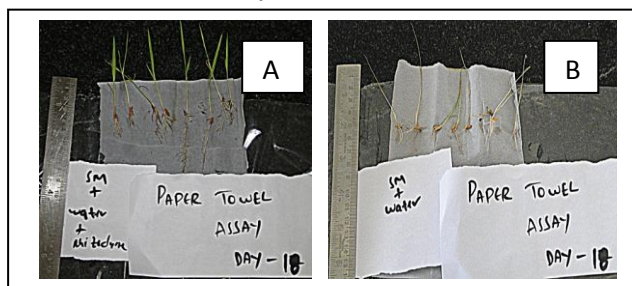 A
SM
+
water
+
PAPER TOWEL
ASSAY
DAY-18
B
SM
+
water
PAPER TOWEL
ASSAY
DAY-18